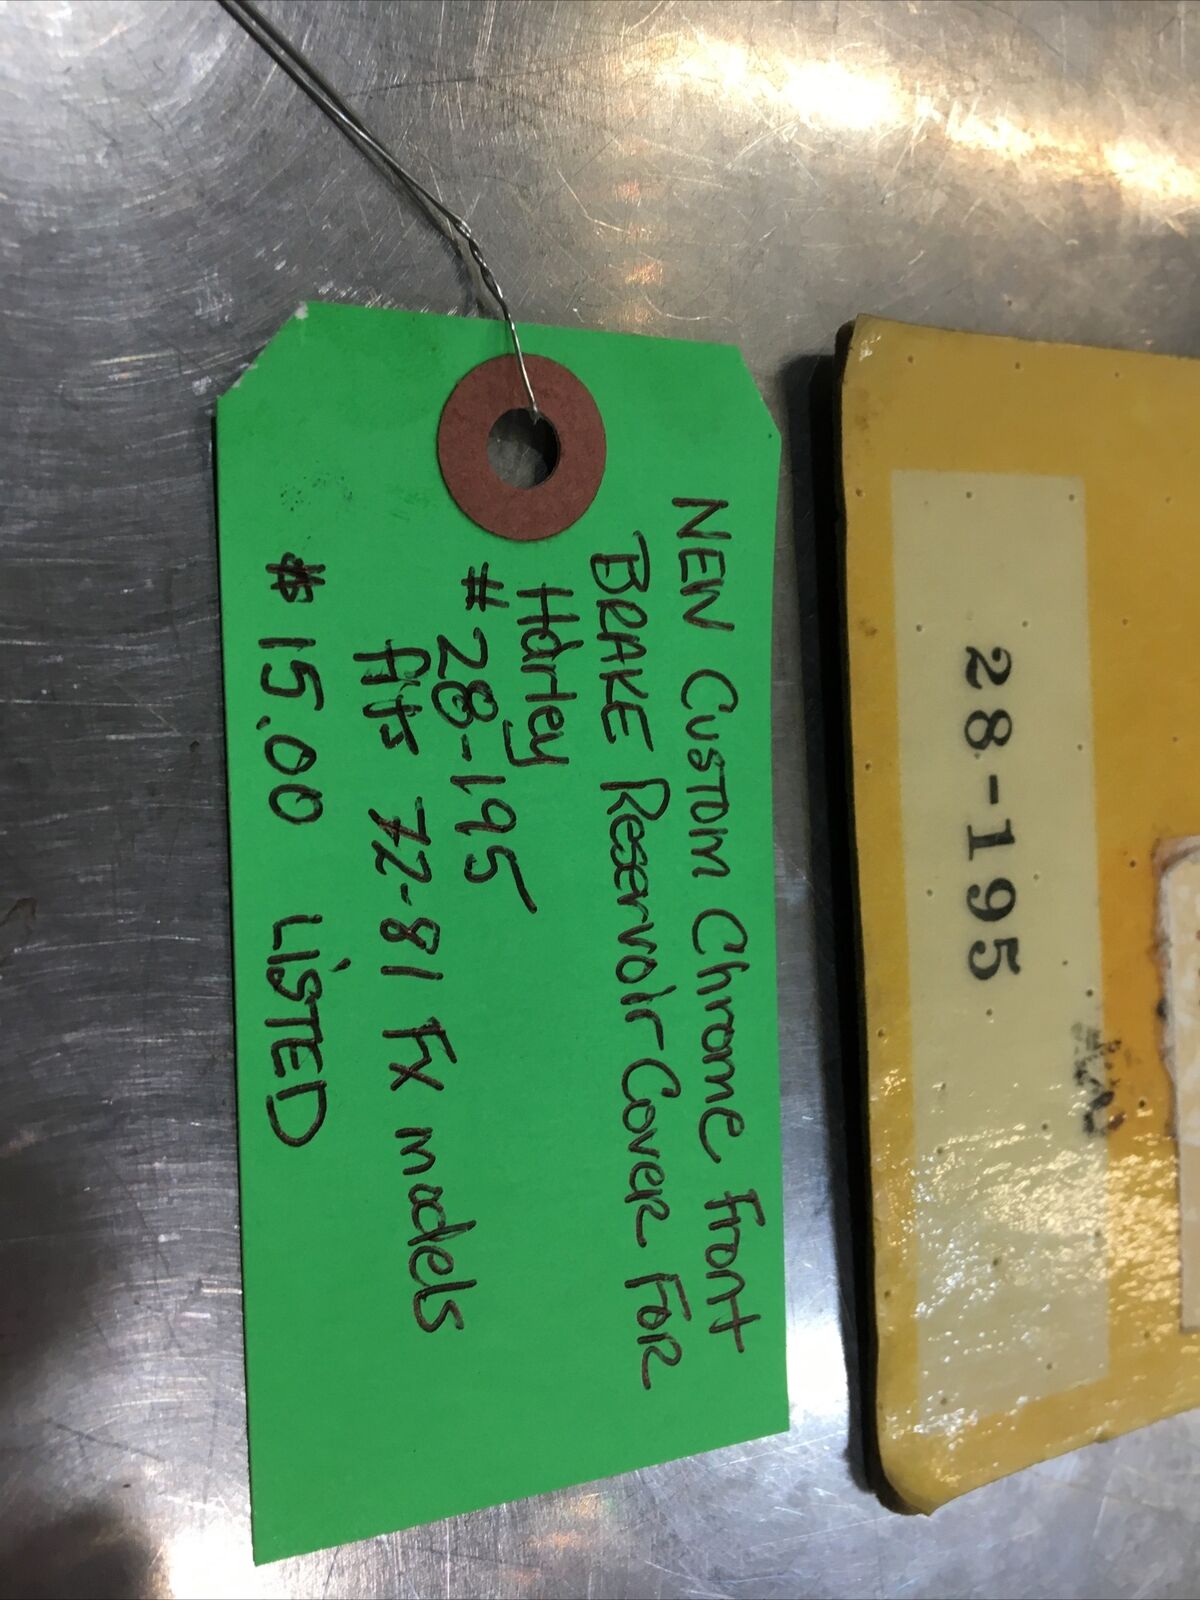 NEW Custom Chrome Front
BRAKE Reservoir Cover For
Harley
# 28-195
fits 72-81 FX models
$ 15.00 LiSTED
28-195